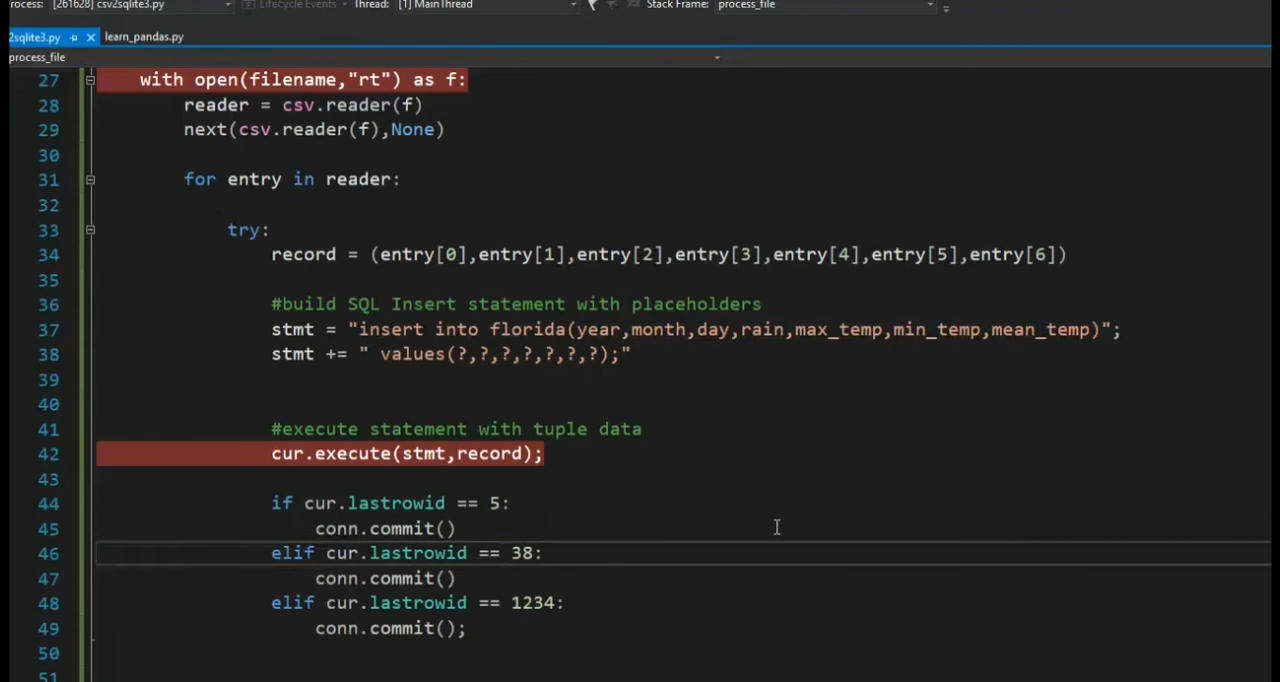 rocess: [261628] csv2sqlite3.py Lifecycle Events Thread: [1] MainThread Stack Frame: process_file
2sqlite3.py learn_pandas.py
process_file
27 with open(filename,"rt") as f:
28 reader = csv.reader(f)
29 next(csv.reader(f),None)
30
31 for entry in reader:
32
33 try:
34 record = (entry[0],entry[1],entry[2],entry[3],entry[4],entry[5],entry[6])
35
36 #build SQL Insert statement with placeholders
37 stmt = "insert into florida(year,month,day,rain,max_temp,min_temp,mean_temp)";
38 stmt += " values(?,?,?,?,?,?,?);"
39
40
41 #execute statement with tuple data
42 cur.execute(stmt,record);
43
44 if cur.lastrowid == 5:
45 conn.commit()
46 elif cur.lastrowid == 38:
47 conn.commit()
48 elif cur.lastrowid == 1234:
49 conn.commit();
50
51